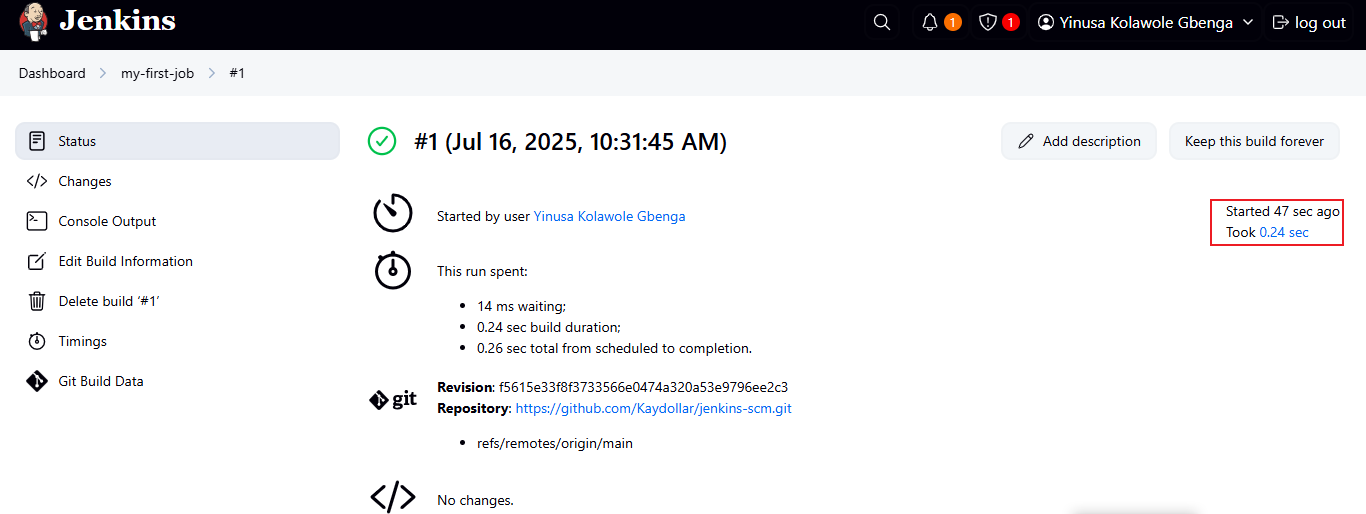 Jenkins
1 1 Yinusa Kolawole Gbenga log out
Dashboard my-first-job #1
Status
Changes
Console Output
Edit Build Information
Delete build ‘#1’
Timings
Git Build Data
#1 (Jul 16, 2025, 10:31:45 AM)
Add description
Keep this build forever
Started by user Yinusa Kolawole Gbenga
Started 47 sec ago
Took 0.24 sec
This run spent:
• 14 ms waiting;
• 0.24 sec build duration;
• 0.26 sec total from scheduled to completion.
git
Revision: f5615e33f8f3733566e0474a320a53e9796ee2c3
Repository: https://github.com/Kaydollar/jenkins-scm.git
• refs/remotes/origin/main
No changes.